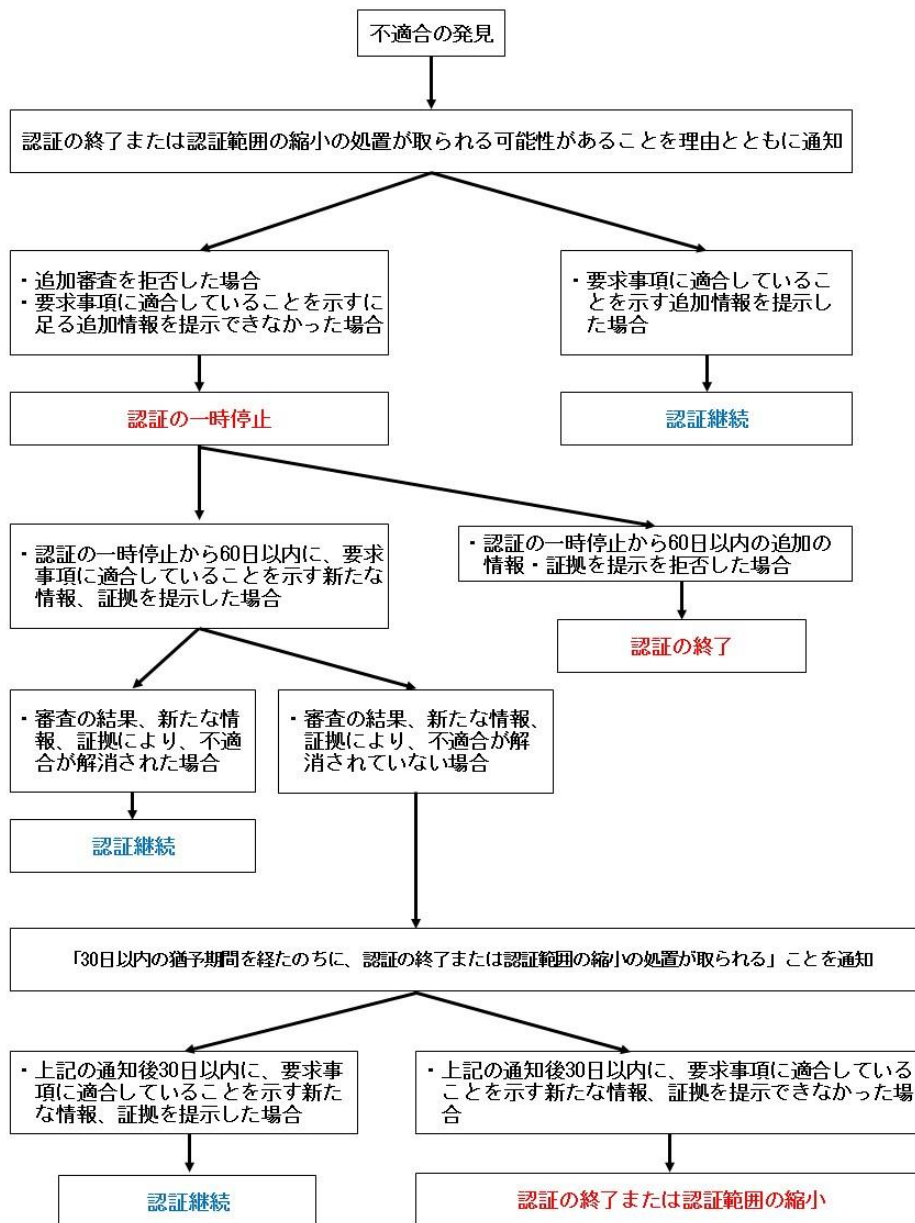 不適合の発見
認証の終了または認証範囲の縮小の処置が取られる可能性があることを理由とともに通知
・追加審査を拒否した場合
・要求事項に適合していることを示すに
足る追加情報を提示できなかった場合
・要求事項に適合しているこ
とを示す追加情報を提示し
た場合
認証の一時停止
認証継続
・認証の一時停止から60日以内に、要求
事項に適合していることを示す新たな
情報、証拠を提示した場合
・認証の一時停止から60日以内の追加の
情報・証拠を提示を拒否した場合
認証の終了
・審査の結果、新たな情
報、証拠により、不適
合が解消された場合
・審査の結果、新たな情報、
証拠により、不適合が解
消されていない場合
認証継続
「30日以内の猶予期間を経たのちに、認証の終了または認証範囲の縮小の処置が取られる」ことを通知
・上記の通知後30日以内に、要求事
項に適合していることを示す新た
な情報、証拠を提示した場合
・上記の通知後30日以内に、要求事項に適合している
ことを示す新たな情報、証拠を提示できなかった場
合
認証継続
認証の終了または認証範囲の縮小